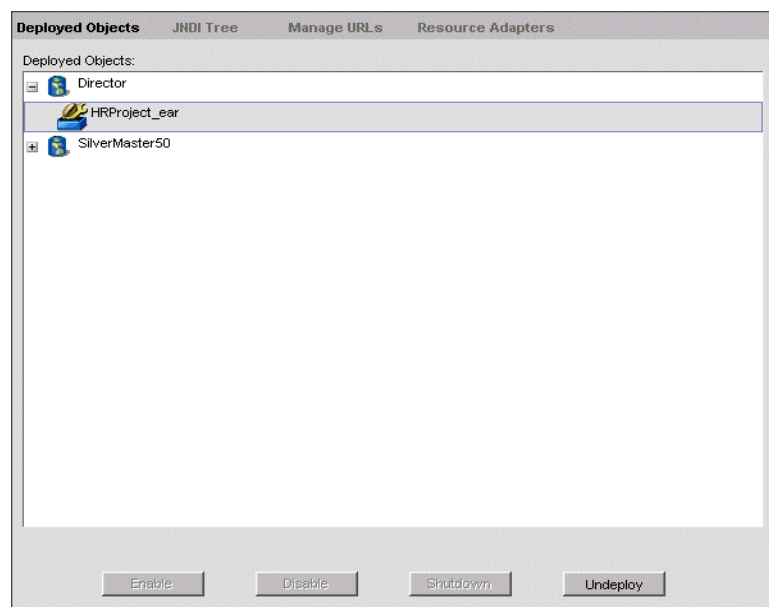 Deployed Objects JNDI Tree Manage URLs Resource Adapters
Deployed Objects:
Director
HRProject_ear
SilverMaster50
Enable Disable Shutdown Undeploy